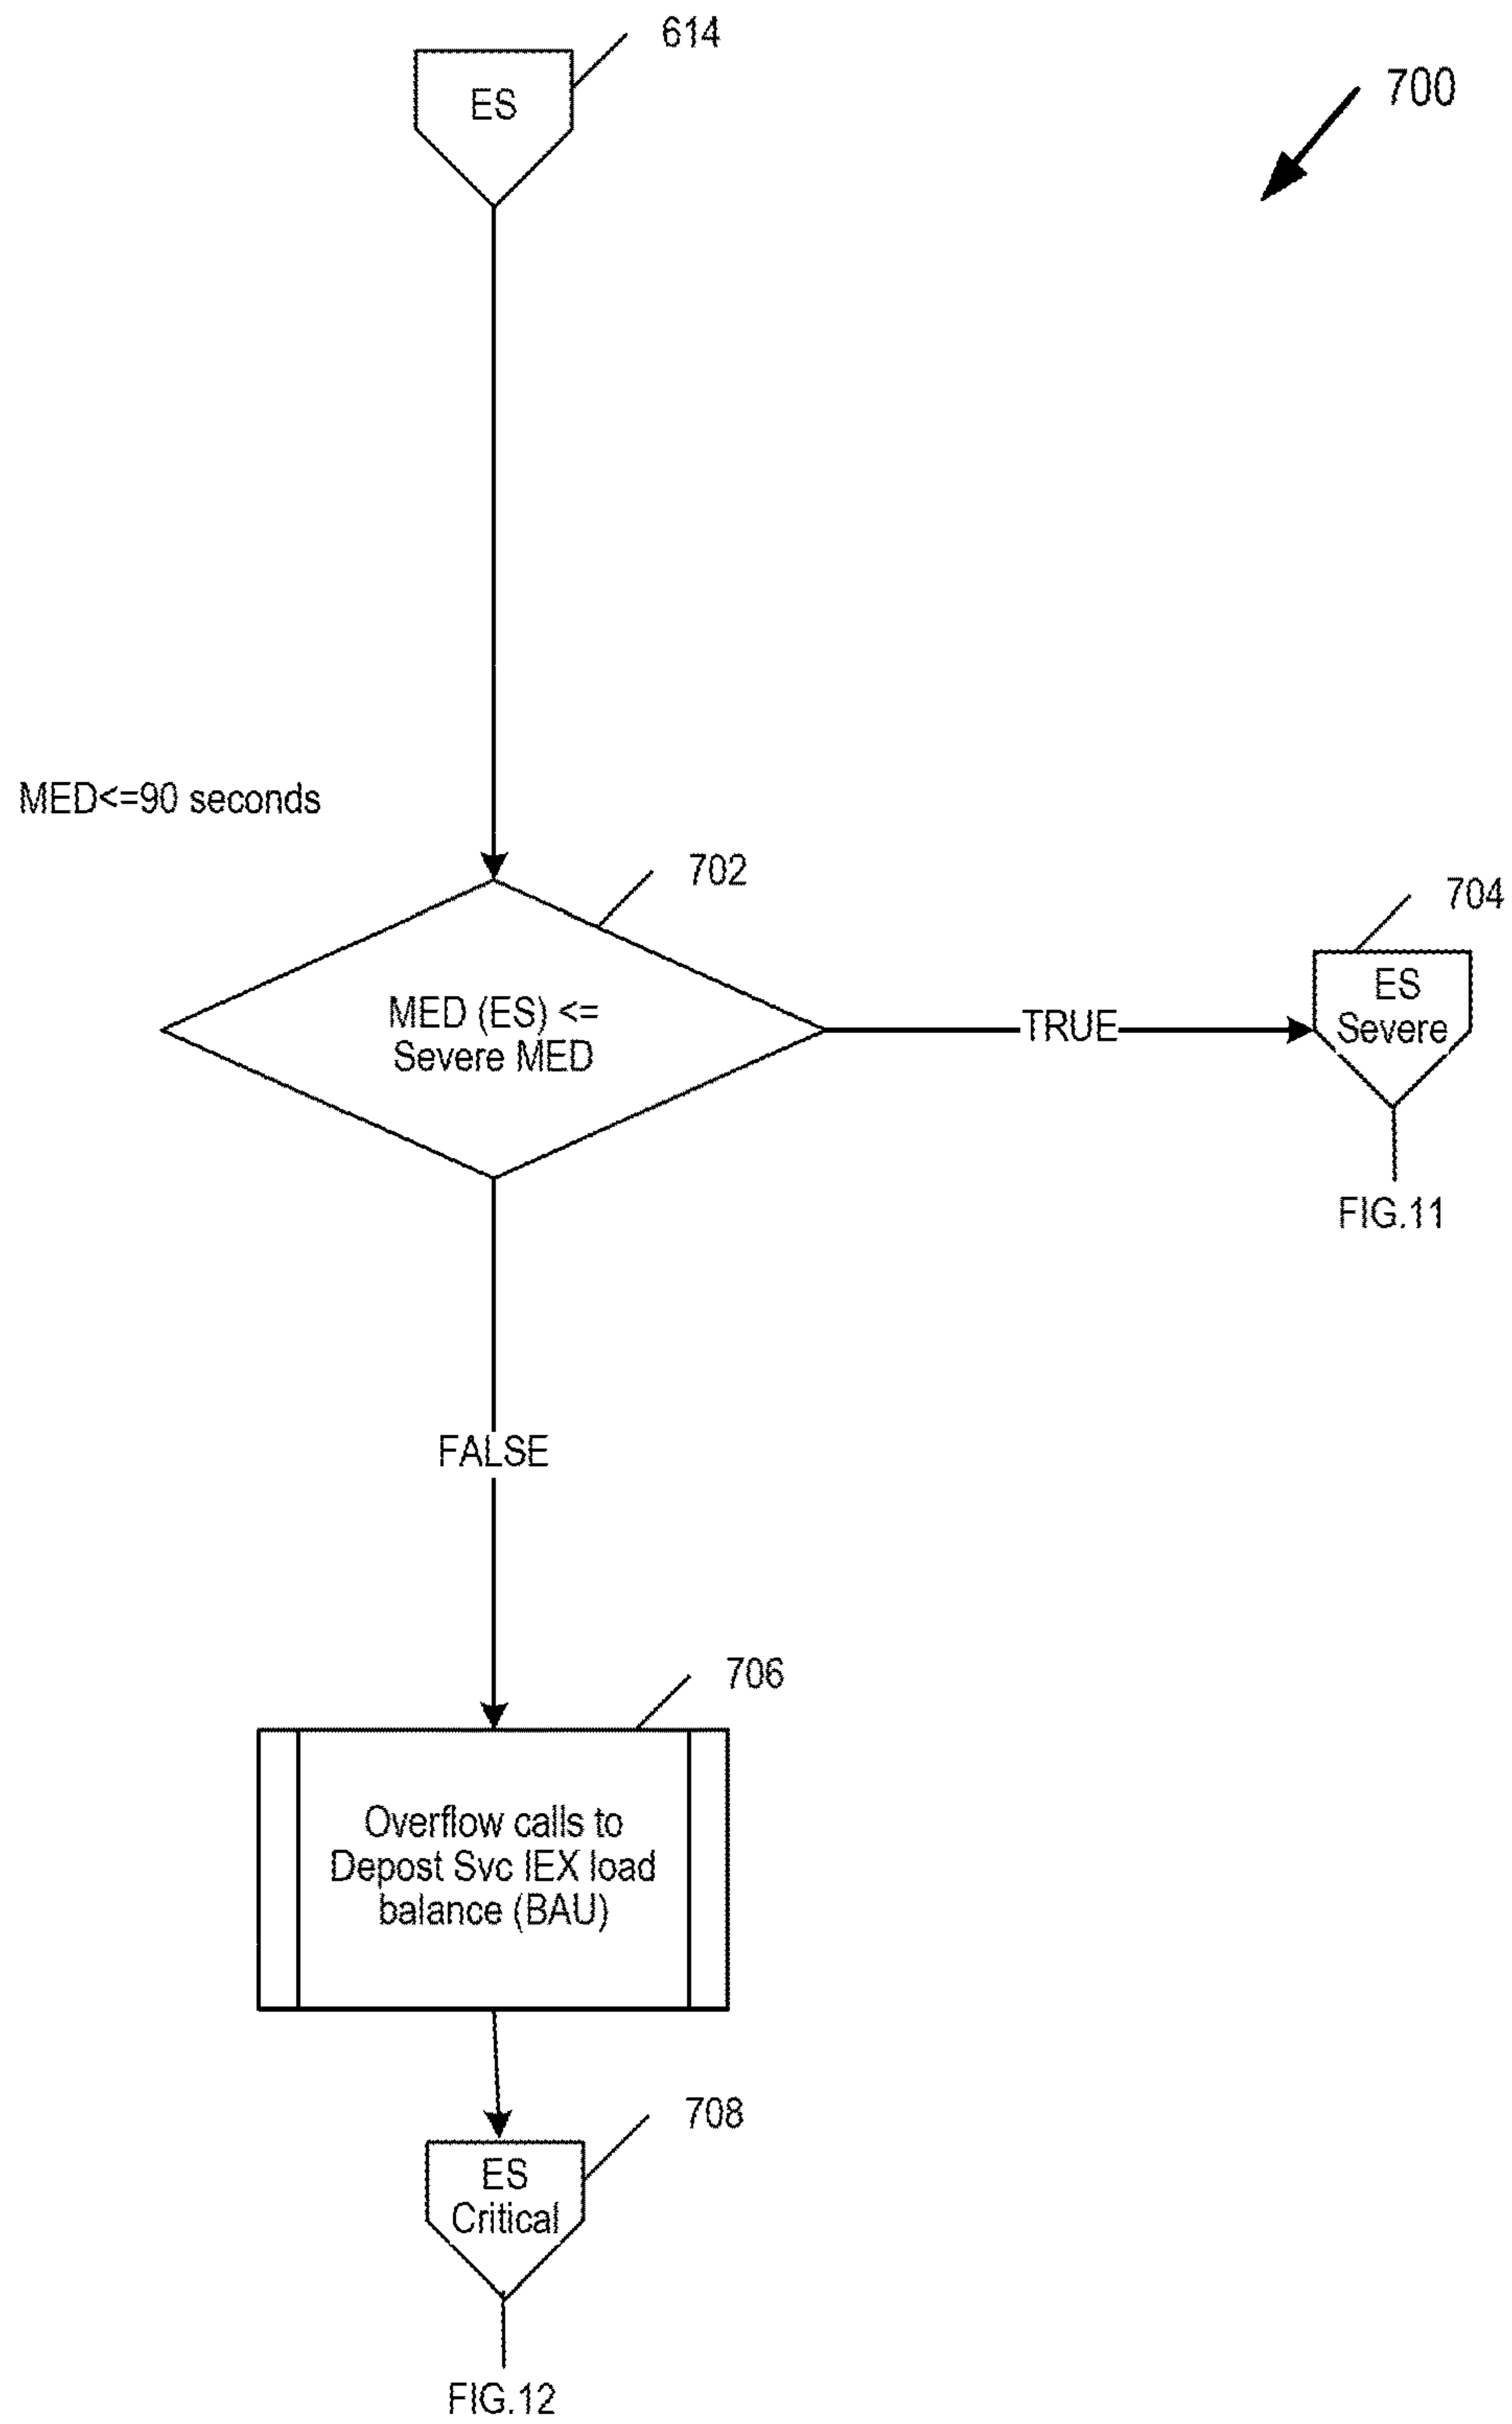 614
ES
700
MED<=90 seconds
702
704
MED (ES) <=
Severe MED
TRUE
ES
Severe
FIG.11
FALSE
706
Overflow calls to
Depost Svc IEX load
balance (BAU)
708
ES
Critical
FIG.12